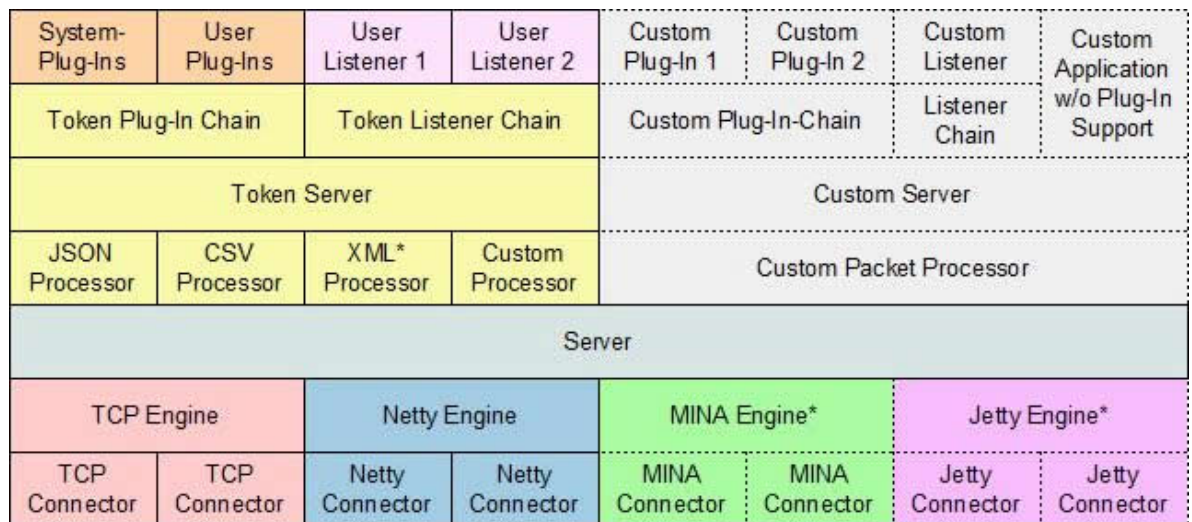 System-
Plug-Ins
User
Plug-Ins
User
Listener 1
User
Listener 2
Custom
Plug-In 1
Custom
Plug-In 2
Custom
Listener
Custom
Application
w/o Plug-In
Support
Token Plug-In Chain
Token Listener Chain
Custom Plug-In-Chain
Listener
Chain
Token Server
Custom Server
JSON
Processor
CSV
Processor
XML*
Processor
Custom
Processor
Custom Packet Processor
Server
TCP Engine
Netty Engine
MINA Engine*
Jetty Engine*
TCP
Connector
TCP
Connector
Netty
Connector
Netty
Connector
MINA
Connector
MINA
Connector
Jetty
Connector
Jetty
Connector